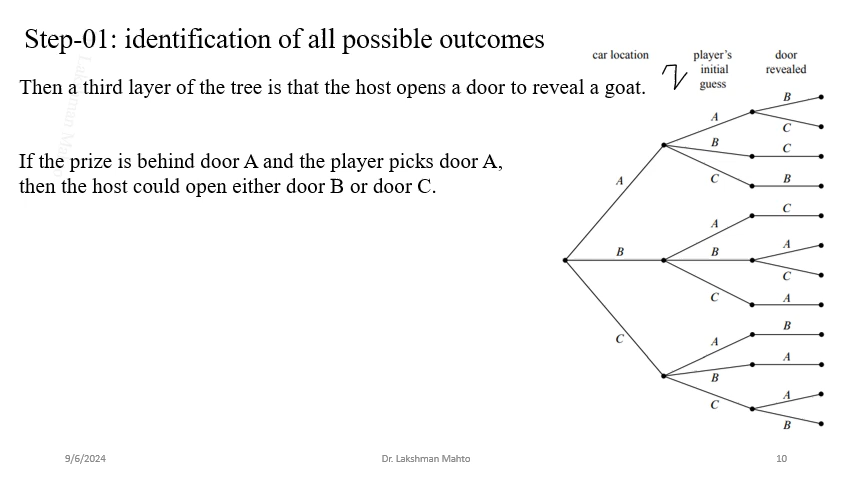 Step-01: identification of all possible outcomes
car location
player's
initial
guess
door
revealed
Then a third layer of the tree is that the host opens a door to reveal a goat.
If the prize is behind door A and the player picks door A,
then the host could open either door B or door C.
A
B
C
A
B
C
A
B
C
A
B
C
B
C
C
B
C
A
C
A
B
A
A
B
9/6/2024
Dr. Lakshman Mahto
10